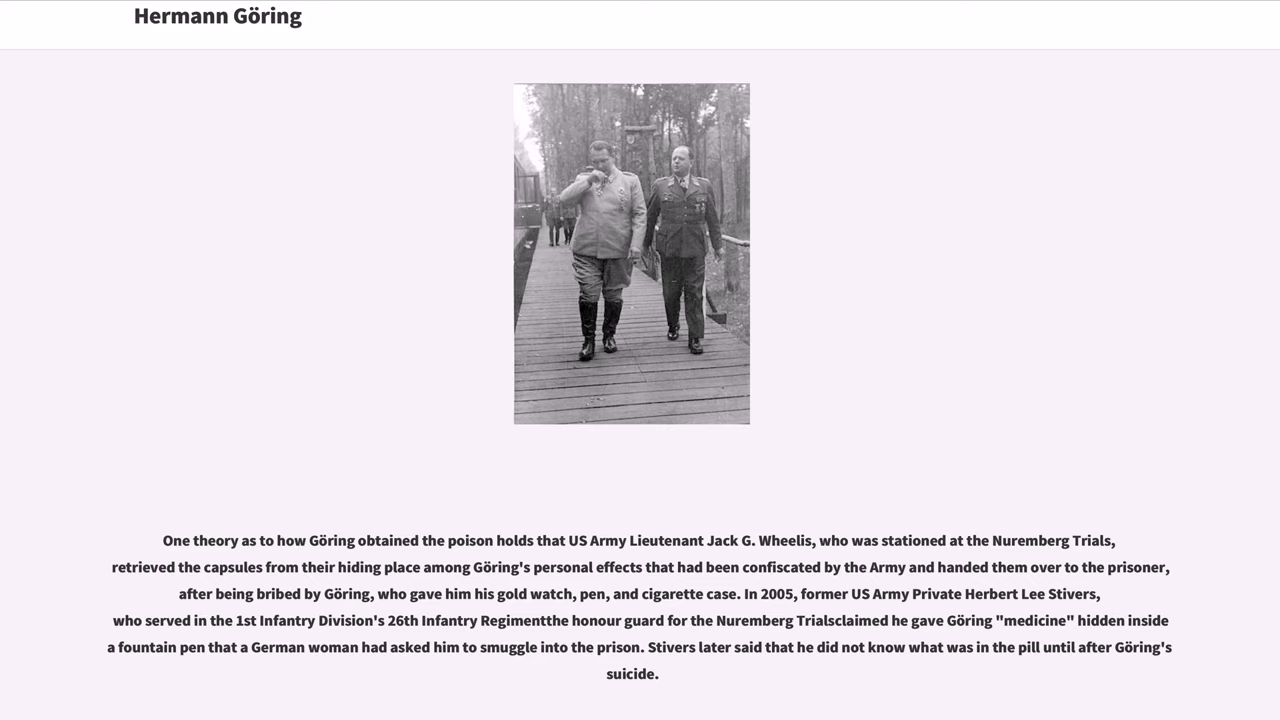 Hermann Göring
One theory as to how Göring obtained the poison holds that US Army Lieutenant Jack G. Wheelis, who was stationed at the Nuremberg Trials,
retrieved the capsules from their hiding place among Göring's personal effects that had been confiscated by the Army and handed them over to the prisoner,
after being bribed by Göring, who gave him his gold watch, pen, and cigarette case. In 2005, former US Army Private Herbert Lee Stivers,
who served in the 1st Infantry Division's 26th Infantry Regimentthe honour guard for the Nuremberg Trialsclaimed he gave Göring "medicine" hidden inside
a fountain pen that a German woman had asked him to smuggle into the prison. Stivers later said that he did not know what was in the pill until after Göring's
suicide.